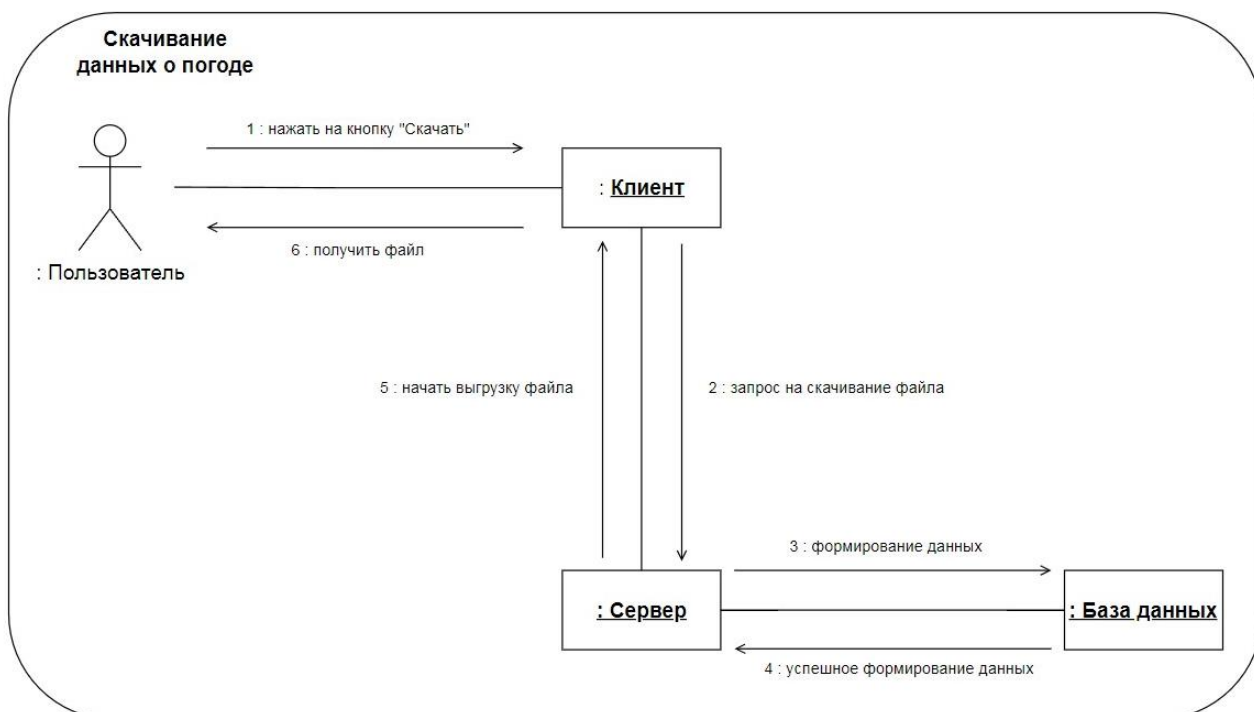 Скачивание
данных о погоде
1 : нажать на кнопку "Скачать"
: Клиент
6 : получить файл
: Пользователь
5 : начать выгрузку файла
2 : запрос на скачивание файла
3 : формирование данных
: Сервер
: База данных
4 : успешное формирование данных